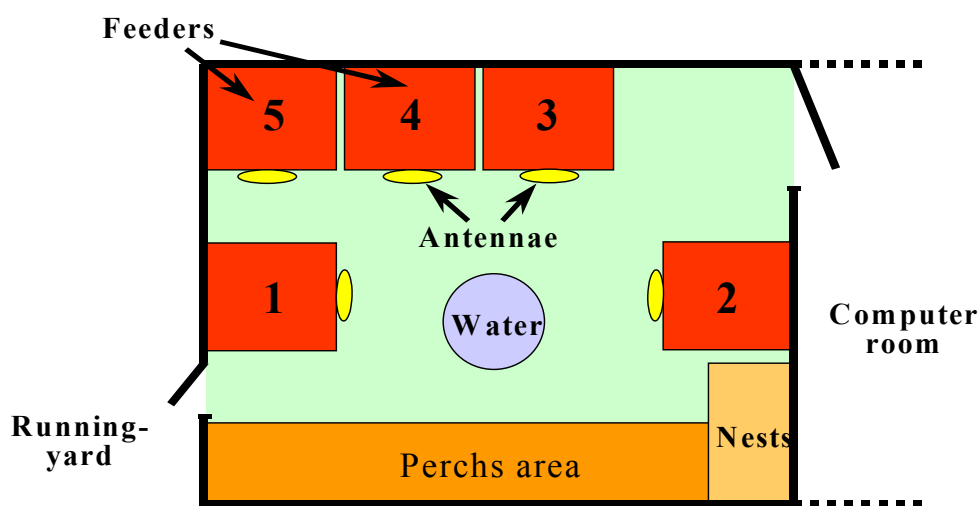 Feeders
5
4
3
Antennae
1
2
Water
Computer
room
Running-
yard
Nests
Perchs area